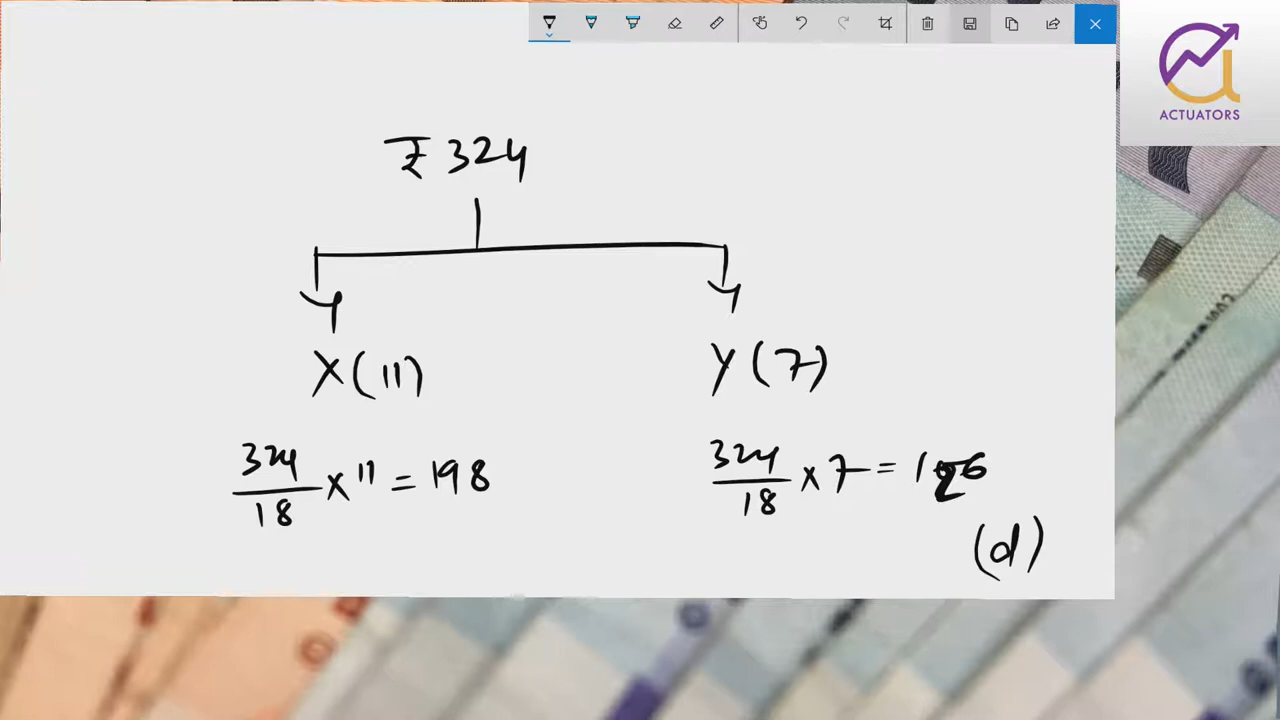 ACTUATORS
₹ 324
X (11) Y (7)
324/18 x 11 = 198 324/18 x 7 = 126
(d)